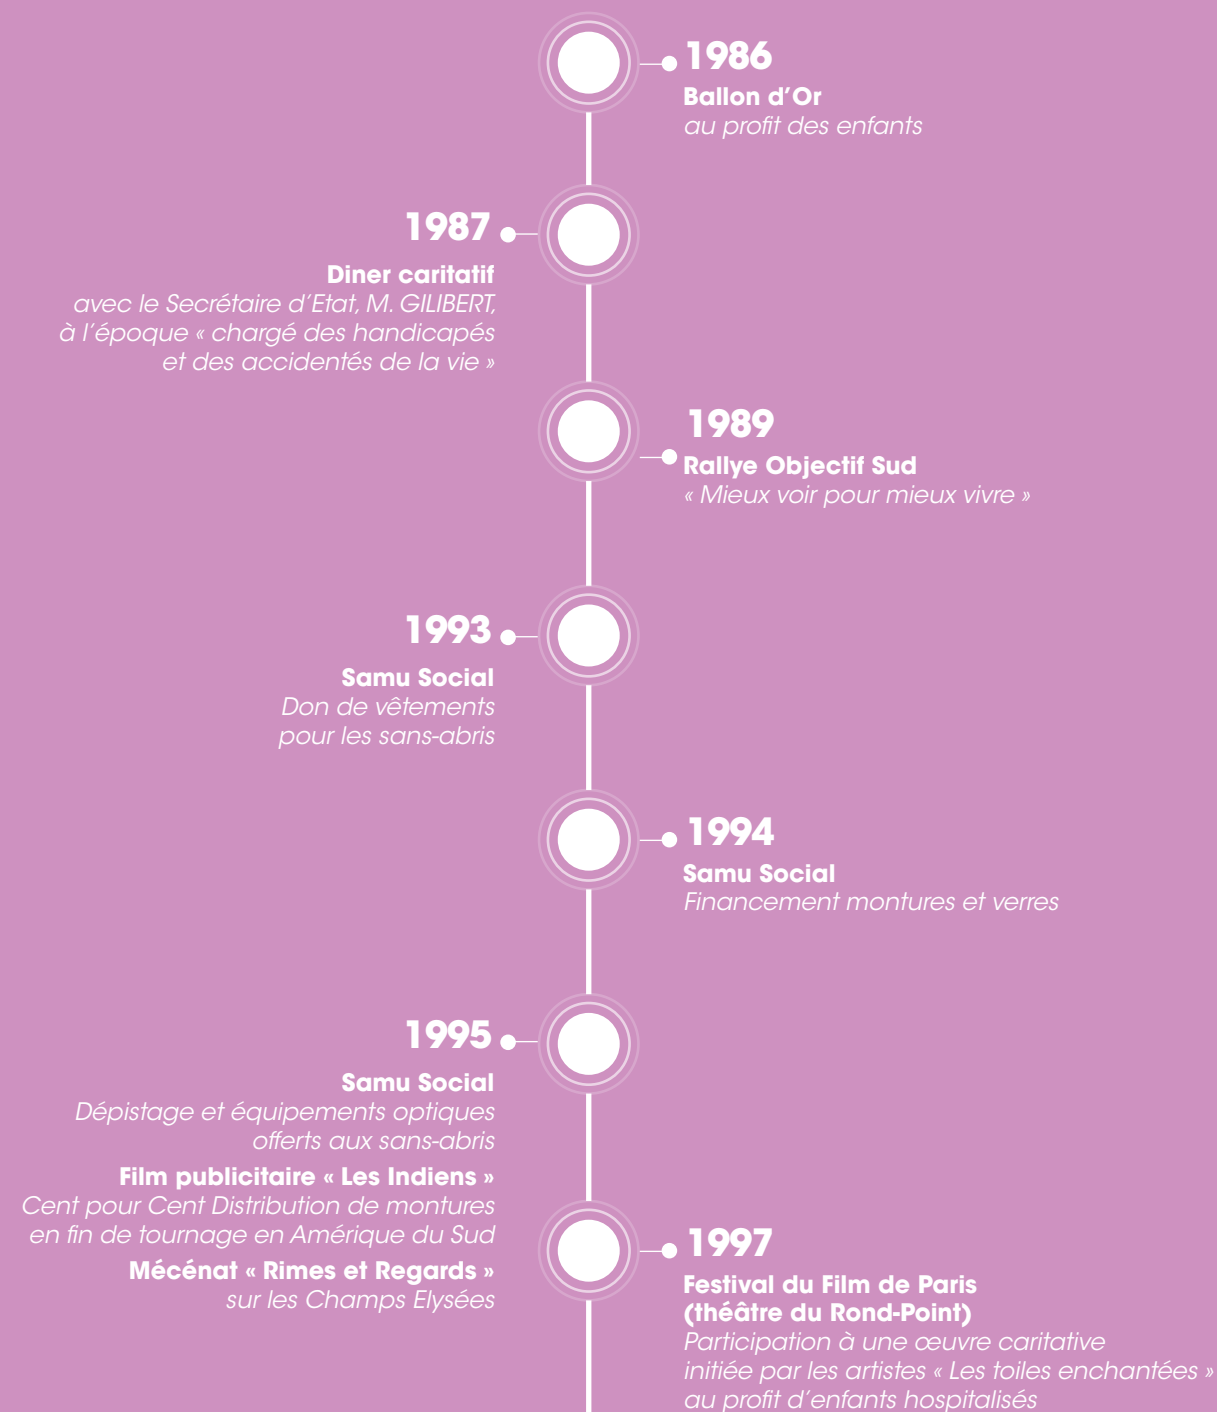 1986
Ballon d’Or
au profit des enfants
1987
Diner caritatif
avec le Secrétaire d’Etat, M. GILIBERT,
à l’époque « chargé des handicapés
et des accidentés de la vie »
1989
Rallye Objectif Sud
« Mieux voir pour mieux vivre »
1993
Samu Social
Don de vêtements
pour les sans-abris
1994
Samu Social
Financement montures et verres
1995
Samu Social
Dépistage et équipements optiques
offerts aux sans-abris
Film publicitaire « Les Indiens »
Cent pour Cent Distribution de montures
en fin de tournage en Amérique du Sud
Mécénat « Rimes et Regards »
sur les Champs Elysées
1997
Festival du Film de Paris
(théâtre du Rond-Point)
Participation à une œuvre caritative
initiée par les artistes « Les toiles enchantées »
au profit d’enfants hospitalisés